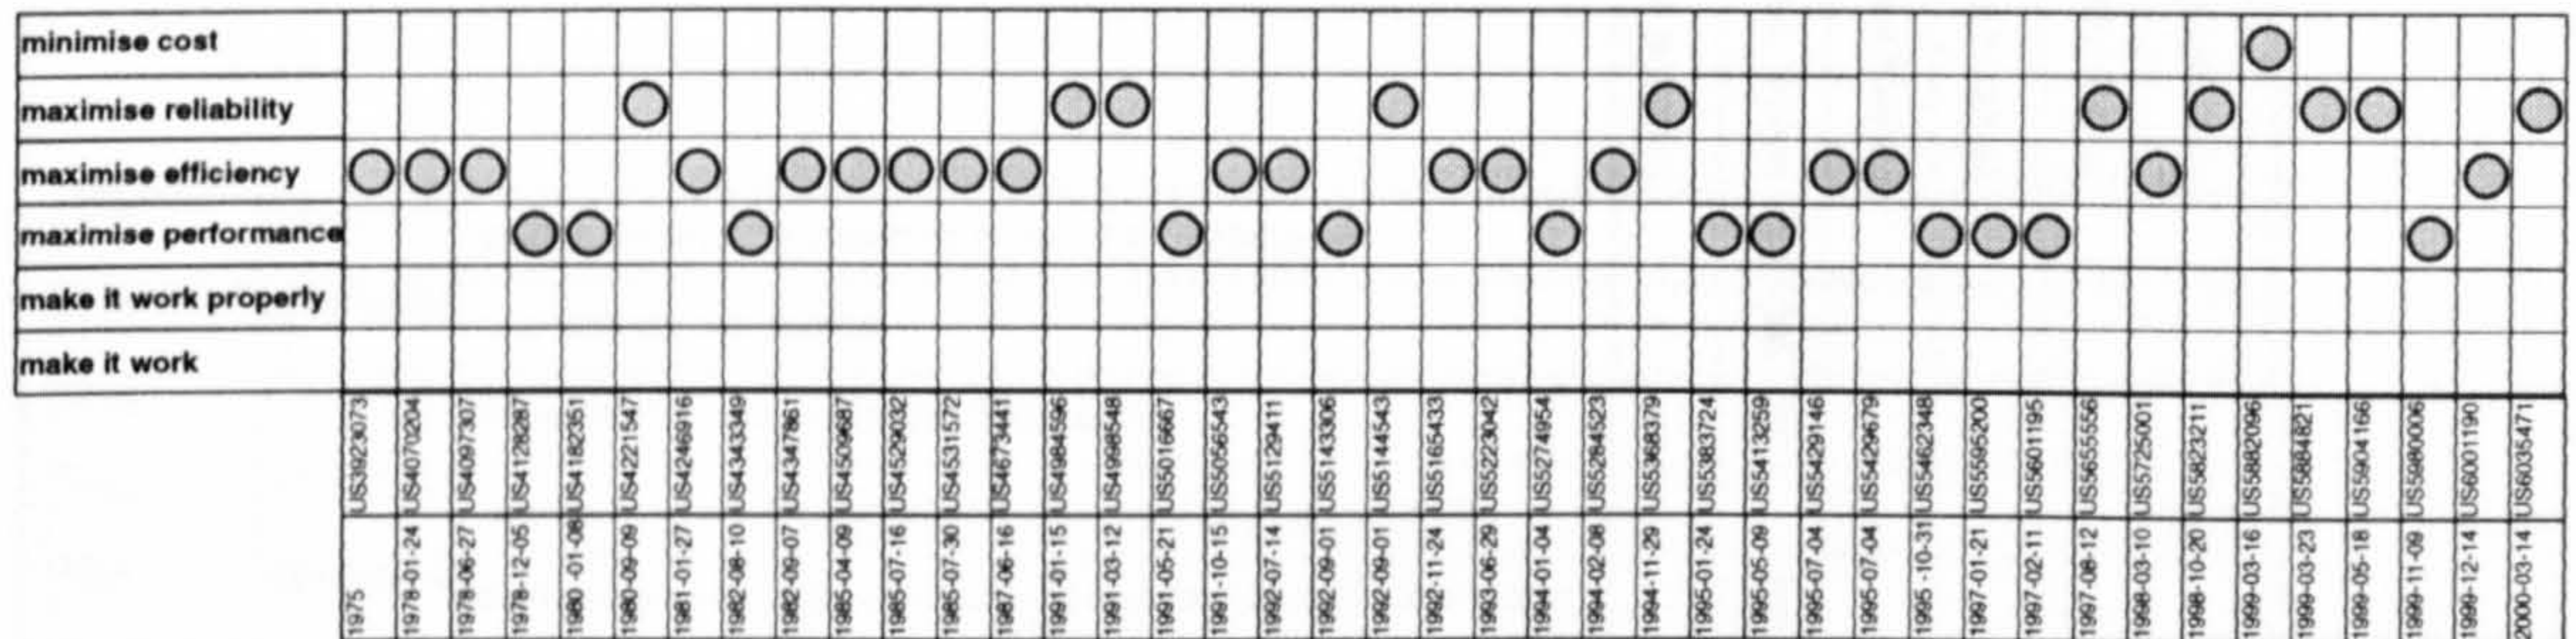 minimise cost
maximise reliability
maximise efficiency
maximise performance
make it work properly
make it work
US3923073
US4070204
US4097307
US4128287
US4182351
US4221547
US4246916
US4343349
US4347861
US4509687
US4529032
US4531572
US4673441
US4984596
US4998548
US5016667
US5056543
US5129411
US5143306
US5144543
US5165433
US5223042
US5274954
US5284523
US5368379
US5383724
US5413259
US5429146
US5429679
US5462348
US5595200
US5601195
US5655556
US5725001
US5823211
US5882096
US5884821
US5904166
US5980006
US6001190
US6035471
1975
1978-01-24
1978-06-27
1978-12-05
1980 -01-08
1980-09-09
1981-01-27
1982-08-10
1982-09-07
1985-04-09
1985-07-16
1985-07-30
1987-06-16
1991-01-15
1991-03-12
1991-05-21
1991-10-15
1992-07-14
1992-09-01
1992-09-01
1992-11-24
1993-06-29
1994-01-04
1994-02-08
1994-11-29
1995-01-24
1995-05-09
1995-07-04
1995-07-04
1995 -10-31
1997-01-21
1997-02-11
1997-08-12
1998-03-10
1998-10-20
1999-03-16
1999-03-23
1999-05-18
1999-11-09
1999-12-14
2000-03-14